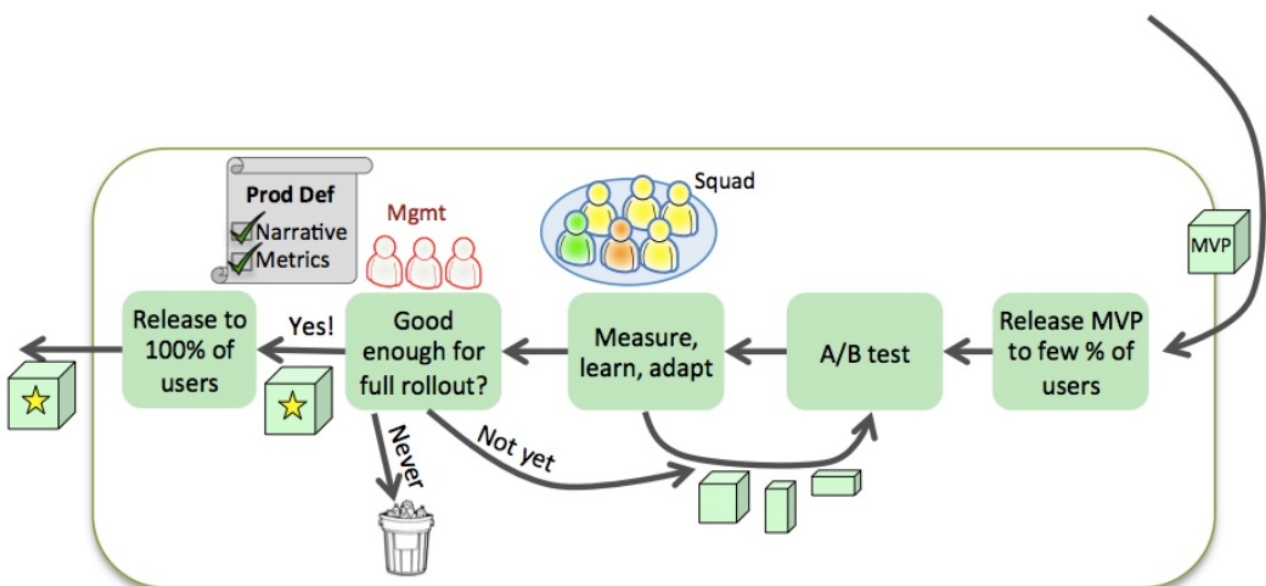 Prod Def
Narrative
Metrics
Mgmt
Squad
MVP
Release to
100% of
users
Yes!
Good
enough for
full rollout?
Measure,
learn, adapt
A/B test
Release MVP
to few % of
users
Never
Not yet